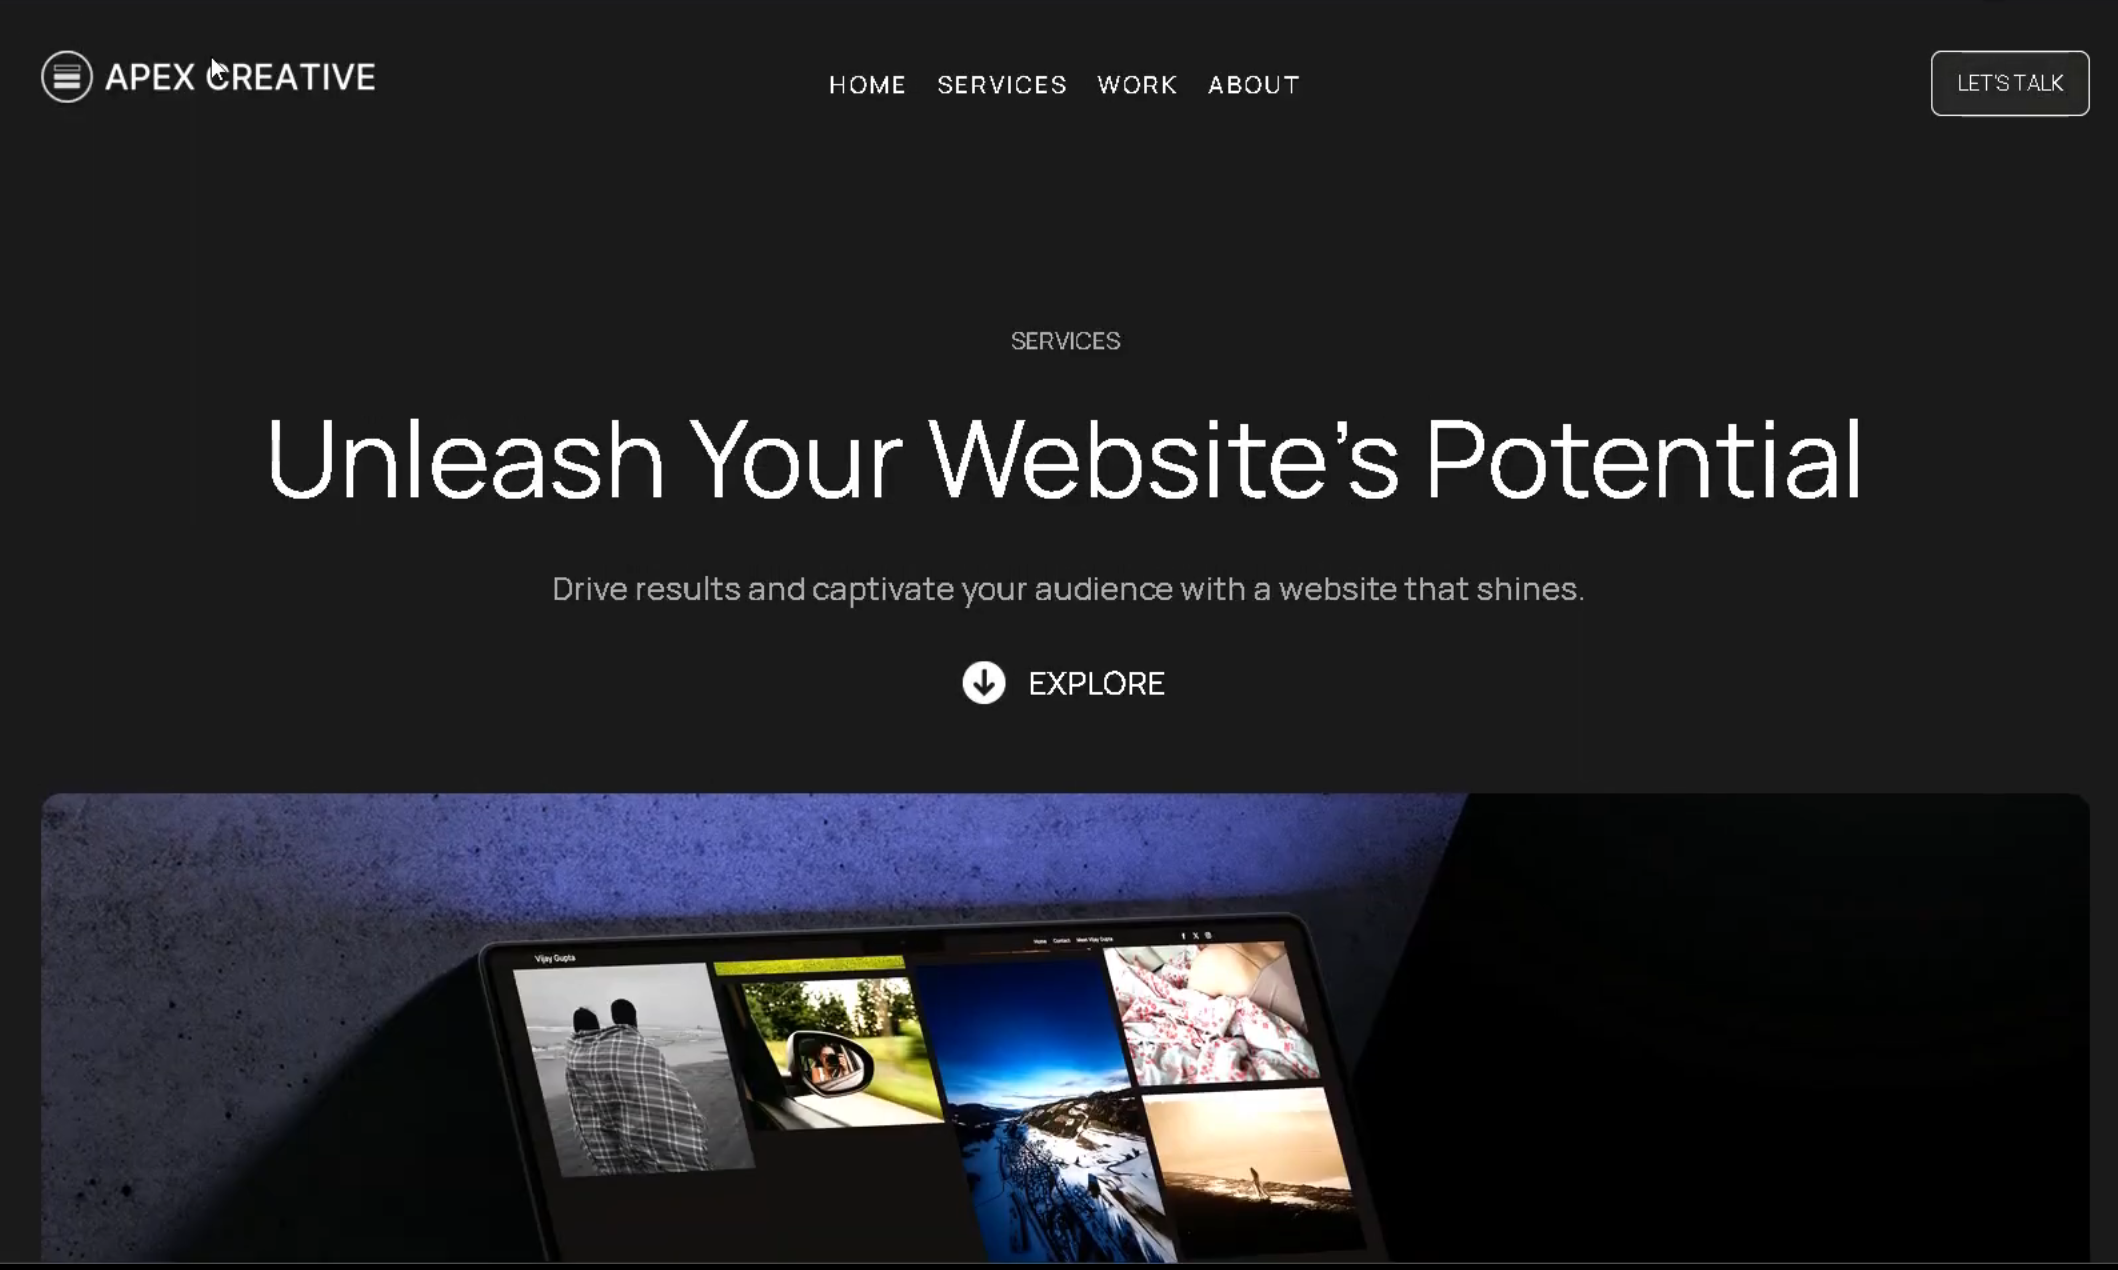 APEX CREATIVE
HOME SERVICES WORK ABOUT
LET'S TALK
SERVICES
Unleash Your Website’s Potential
Drive results and captivate your audience with a website that shines.
EXPLORE
Vijay Gupta
Home Contact Meet Vijay Gupta